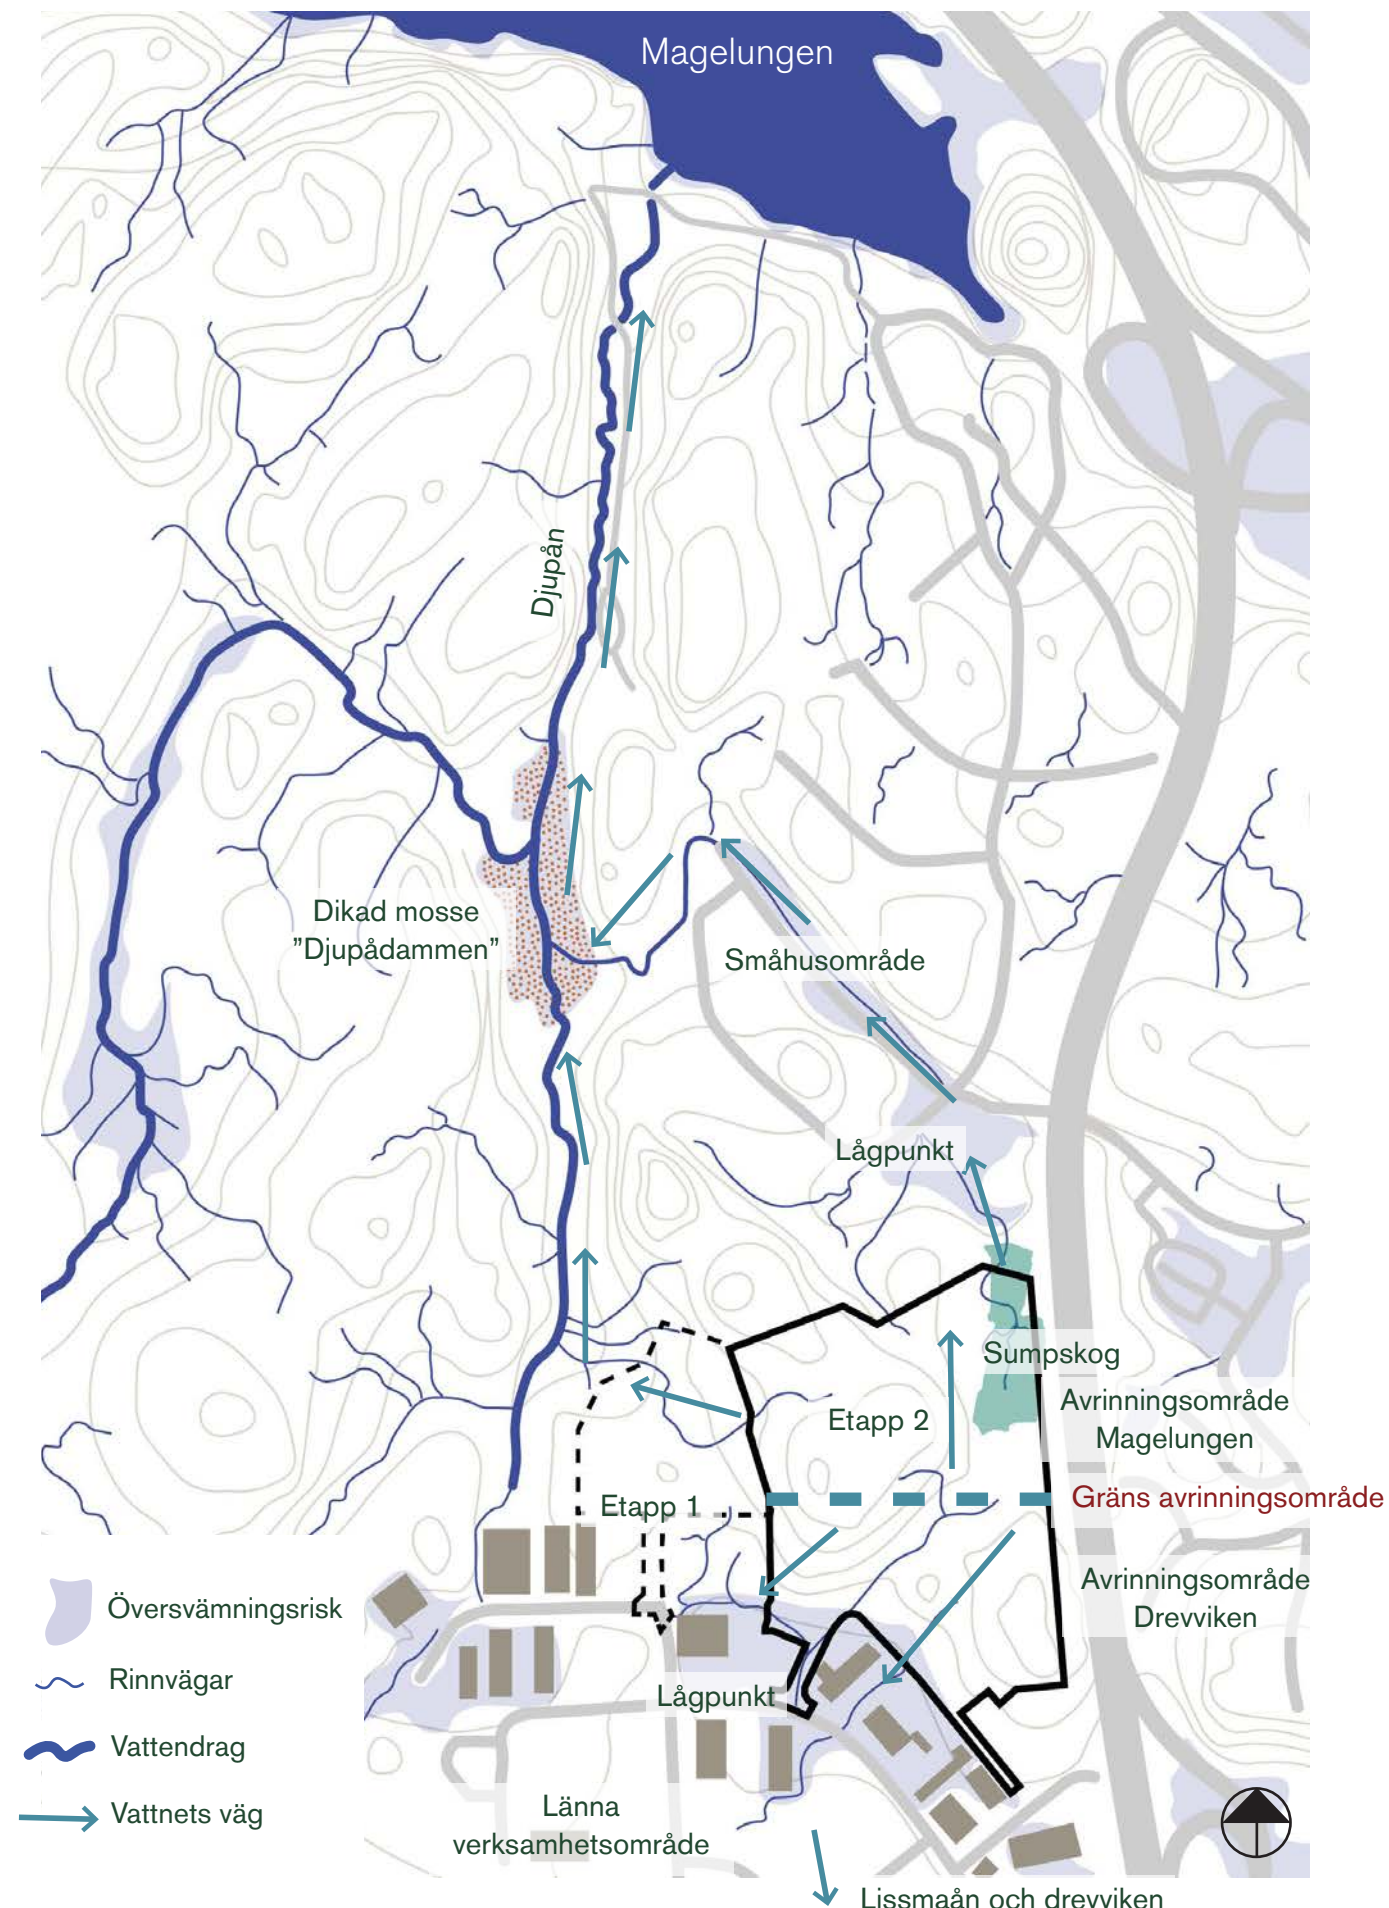 Magelungen
Djupån
Dikad mosse
”Djupådammen”
Småhusområde
Lågpunkt
Sumpskog
Avrinningsområde
Magelungen
Etapp 2
Gräns avrinningsområde
Etapp 1
Avrinningsområde
Drevviken
Lågpunkt
Länna
verksamhetsområde
Lissmaån och drevviken
Översvämningsrisk
Rinnvägar
Vattendrag
Vattnets väg